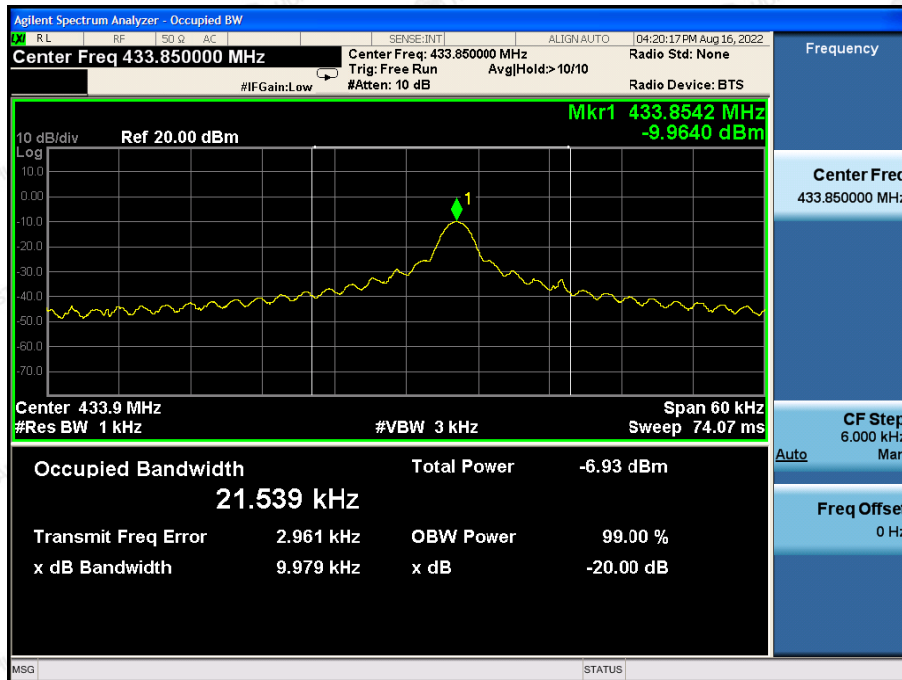 Agilent Spectrum Analyzer - Occupied BW
LXI RL RF 50 Ω AC SENSE:INT ALIGN AUTO 04:20:17 PM Aug 16, 2022
Center Freq 433.850000 MHz
Center Freq: 433.850000 MHz
Radio Std: None
Trig: Free Run Avg|Hold:>10/10
#IFGain:Low #Atten: 10 dB Radio Device: BTS
Mkr1 433.8542 MHz
-9.9640 dBm
10 dB/div Ref 20.00 dBm
Log
10.0
0.00
-10.0
-20.0
-30.0
-40.0
-50.0
-60.0
-70.0
1
Center 433.9 MHz Span 60 kHz
#Res BW 1 kHz #VBW 3 kHz Sweep 74.07 ms
Occupied Bandwidth Total Power -6.93 dBm
21.539 kHz
Transmit Freq Error 2.961 kHz OBW Power 99.00 %
x dB Bandwidth 9.979 kHz x dB -20.00 dB
MSG STATUS
Frequency
Center Freq
433.850000 MHz
CF Step
6.000 kHz
Auto Man
Freq Offset
0 Hz